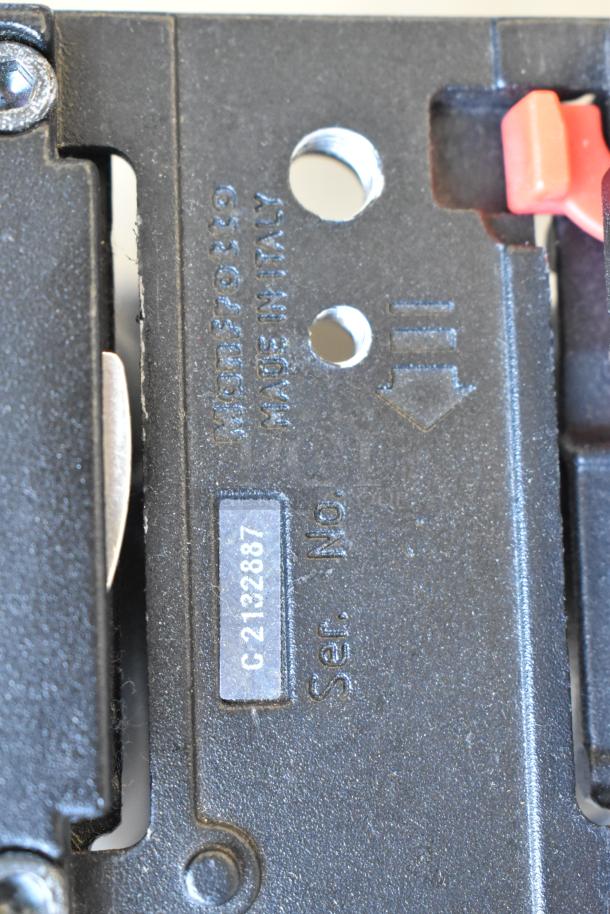 Manfrotto
MADE IN ITALY
Ser. No.
C 2132887